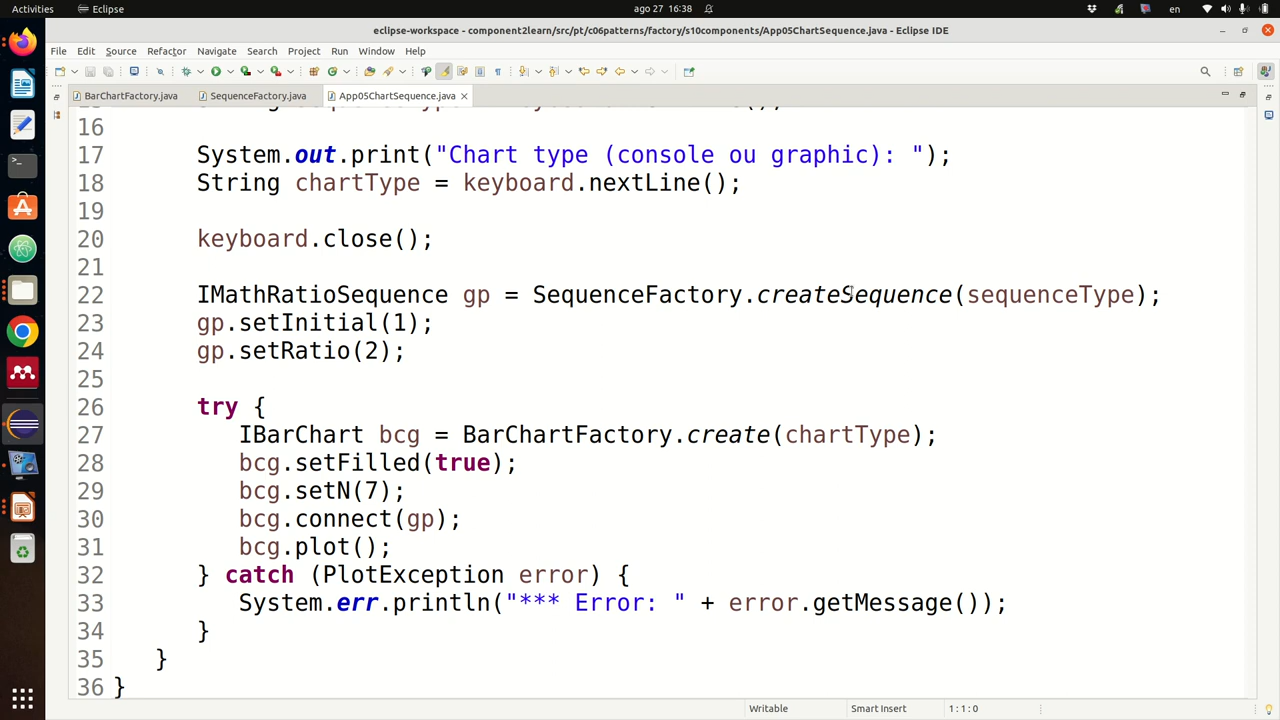 Activities
Eclipse
ago 27 16:38
en
eclipse-workspace - component2learn/src/pt/c06patterns/factory/s10components/App05ChartSequence.java - Eclipse IDE
File Edit Source Refactor Navigate Search Project Run Window Help
BarChartFactory.java
SequenceFactory.java
App05ChartSequence.java
16
17 System.out.print("Chart type (console ou graphic): ");
18 String chartType = keyboard.nextLine();
19
20 keyboard.close();
21
22 IMathRatioSequence gp = SequenceFactory.createSequence(sequenceType);
23 gp.setInitial(1);
24 gp.setRatio(2);
25
26 try {
27 IBarChart bcg = BarChartFactory.create(chartType);
28 bcg.setFilled(true);
29 bcg.setN(7);
30 bcg.connect(gp);
31 bcg.plot();
32 } catch (PlotException error) {
33 System.err.println("*** Error: " + error.getMessage());
34 }
35 }
36 }
Writable
Smart Insert
1 : 1 : 0